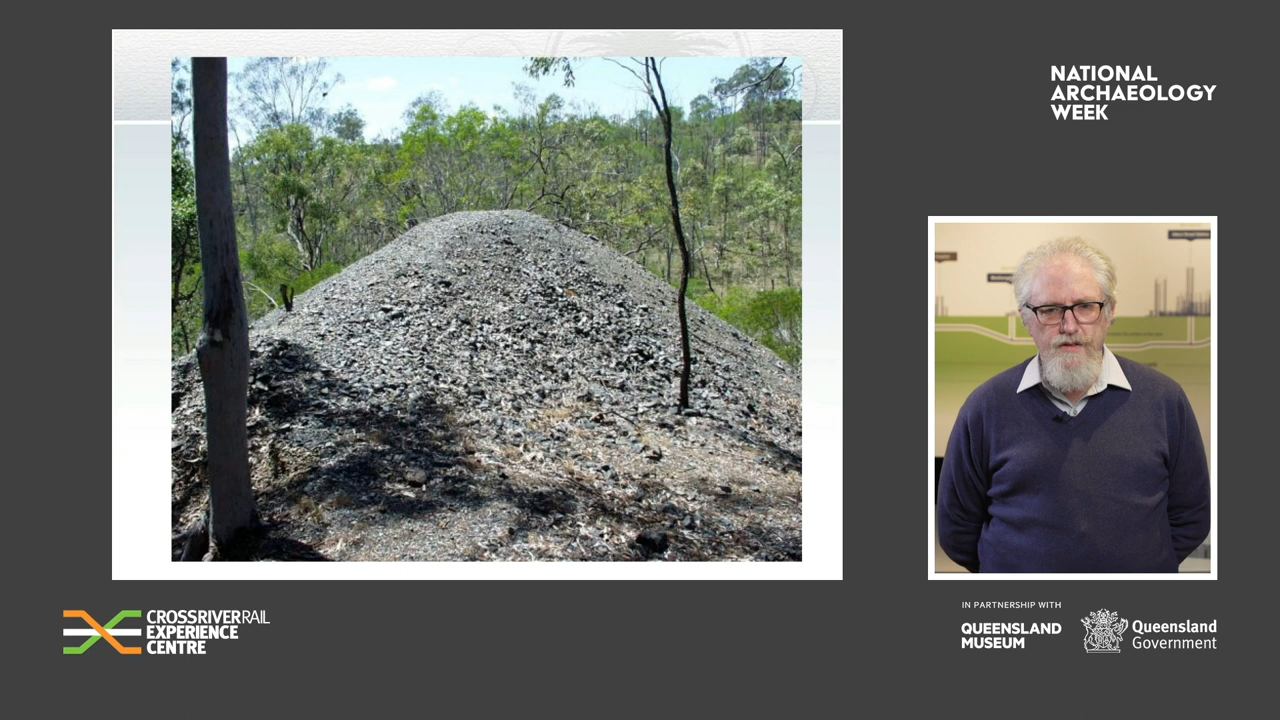 NATIONAL
ARCHAEOLOGY
WEEK
CROSSRIVERRAIL
EXPERIENCE
CENTRE
IN PARTNERSHIP WITH
QUEENSLAND
MUSEUM
Queensland
Government